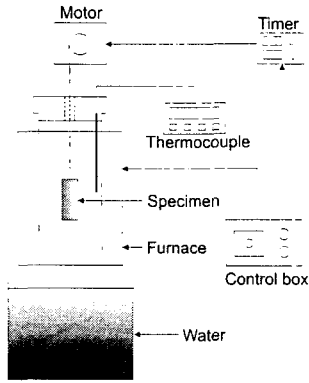 Motor
Timer
Thermocouple
Specimen
Furnace
Control box
Water